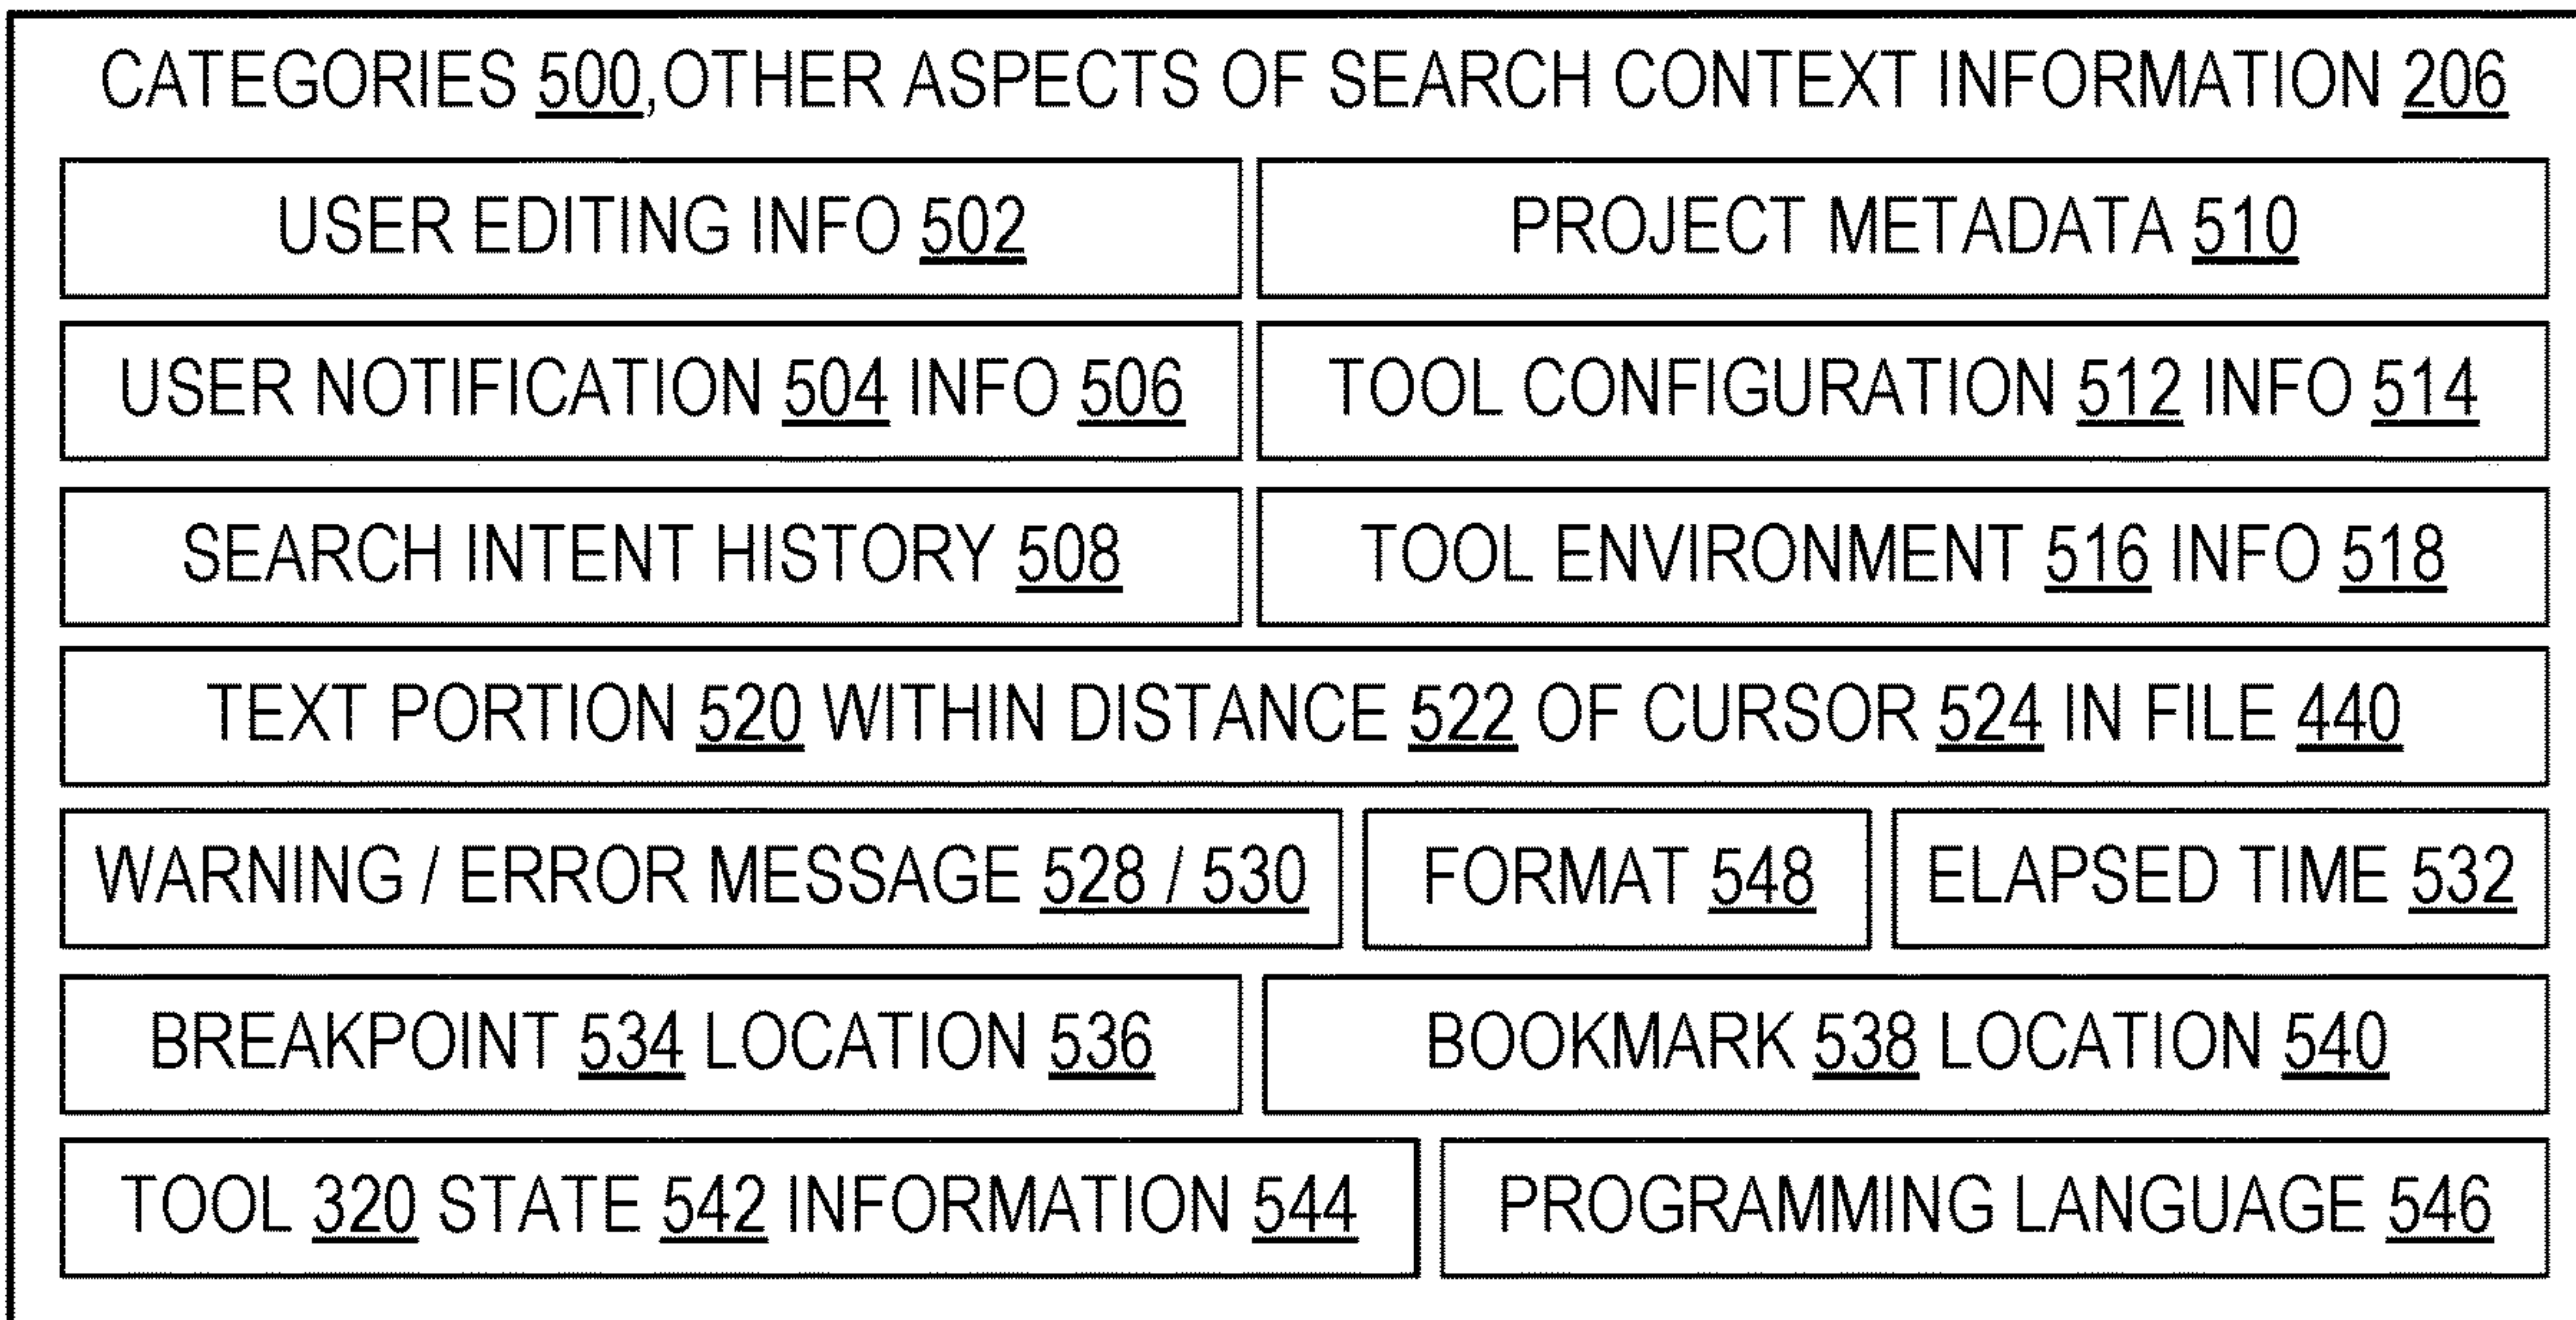 CATEGORIES 500, OTHER ASPECTS OF SEARCH CONTEXT INFORMATION 206
USER EDITING INFO 502
PROJECT METADATA 510
USER NOTIFICATION 504 INFO 506
TOOL CONFIGURATION 512 INFO 514
SEARCH INTENT HISTORY 508
TOOL ENVIRONMENT 516 INFO 518
TEXT PORTION 520 WITHIN DISTANCE 522 OF CURSOR 524 IN FILE 440
WARNING / ERROR MESSAGE 528 / 530
FORMAT 548
ELAPSED TIME 532
BREAKPOINT 534 LOCATION 536
BOOKMARK 538 LOCATION 540
TOOL 320 STATE 542 INFORMATION 544
PROGRAMMING LANGUAGE 546